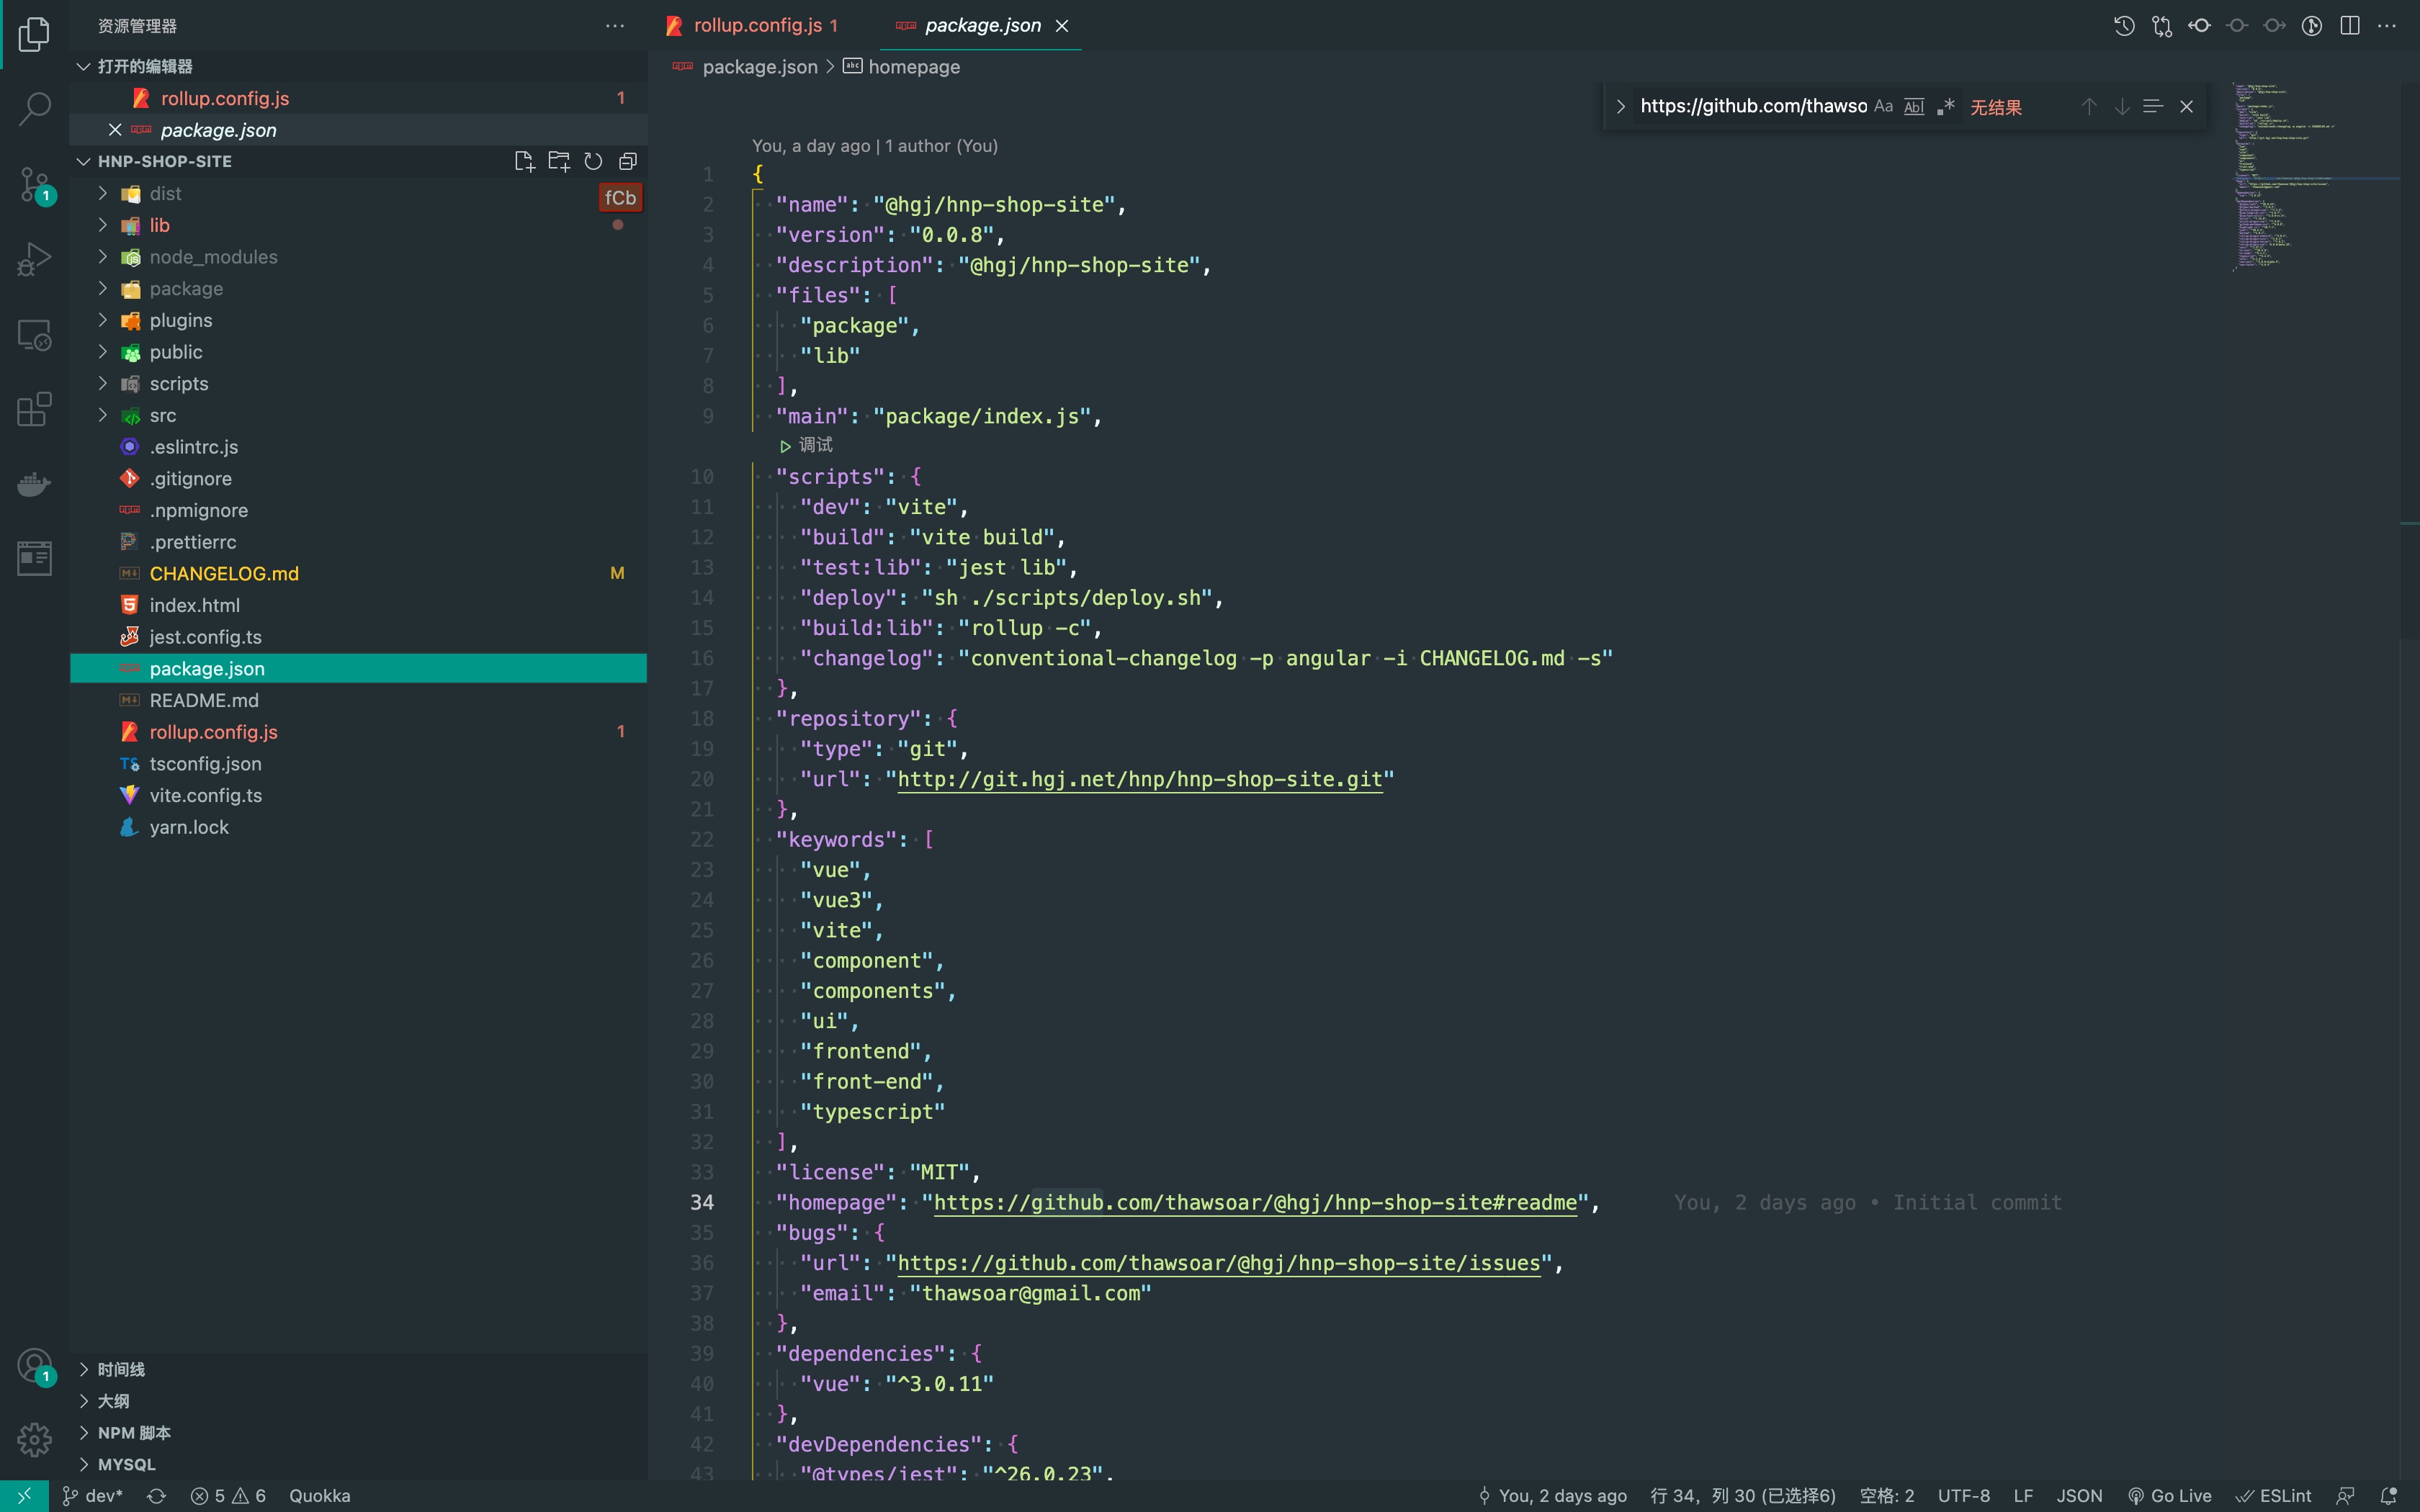 资源管理器
打开的编辑器
rollup.config.js 1
package.json
HNP-SHOP-SITE
dist
fCb
lib
node_modules
package
plugins
public
scripts
src
.eslintrc.js
.gitignore
.npmignore
.prettierrc
CHANGELOG.md M
index.html
jest.config.ts
package.json
README.md
rollup.config.js 1
tsconfig.json
vite.config.ts
yarn.lock
时间线
大纲
NPM 脚本
MYSQL
1
1
rollup.config.js 1
package.json
package.json > homepage
https://github.com/thawso Aa Abl .* 无结果
You, a day ago | 1 author (You)
1 {
2 "name": "@hgj/hnp-shop-site",
3 "version": "0.0.8",
4 "description": "@hgj/hnp-shop-site",
5 "files": [
6 "package",
7 "lib"
8 ],
9 "main": "package/index.js",
调试
10 "scripts": {
11 "dev": "vite",
12 "build": "vite build",
13 "test:lib": "jest lib",
14 "deploy": "sh ./scripts/deploy.sh",
15 "build:lib": "rollup -c",
16 "changelog": "conventional-changelog -p angular -i CHANGELOG.md -s"
17 },
18 "repository": {
19 "type": "git",
20 "url": "http://git.hgj.net/hnp/hnp-shop-site.git"
21 },
22 "keywords": [
23 "vue",
24 "vue3",
25 "vite",
26 "component",
27 "components",
28 "ui",
29 "frontend",
30 "front-end",
31 "typescript"
32 ],
33 "license": "MIT",
34 "homepage": "https://github.com/thawsoar/@hgj/hnp-shop-site#readme", You, 2 days ago • Initial commit
35 "bugs": {
36 "url": "https://github.com/thawsoar/@hgj/hnp-shop-site/issues",
37 "email": "thawsoar@gmail.com"
38 },
39 "dependencies": {
40 "vue": "^3.0.11"
41 },
42 "devDependencies": {
43 "@types/jest": "^26.0.23",
dev* 5 6 Quokka You, 2 days ago 行 34，列 30 (已选择6) 空格: 2 UTF-8 LF JSON Go Live ESLint